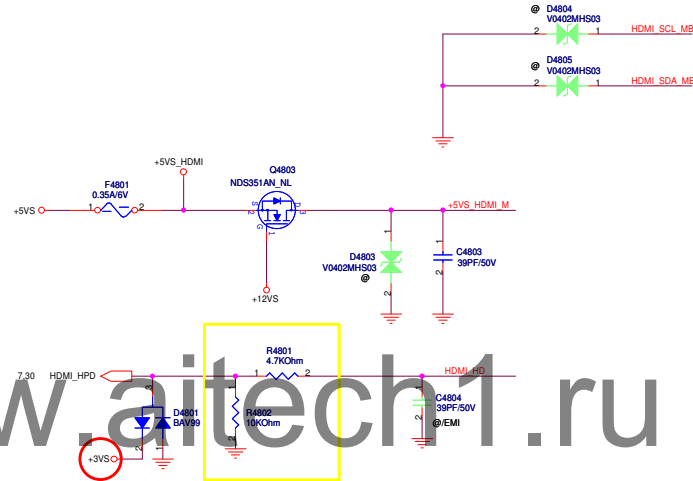 @ D4804
V0402MHS03
2 1 HDMI_SCL_MB
@ D4805
V0402MHS03
2 1 HDMI_SDA_MB
+5VS_HDMI
Q4803
NDS351AN_NL
F4801
0.35A/6V
+5VS 1 2
S 2 D 3 +5VS_HDMI_M
G 1
+12VS
D4803
V0402MHS03
@
1 2
C4803
39PF/50V
1 2
R4801
4.7KOhm
7,30 HDMI_HPD 1 2 HDMI_HD
3
D4801
BAV99
2 1
+3VS
1
R4802
10KOhm
2
1
C4804
39PF/50V
2
@/EMI
w.aitech1.ru